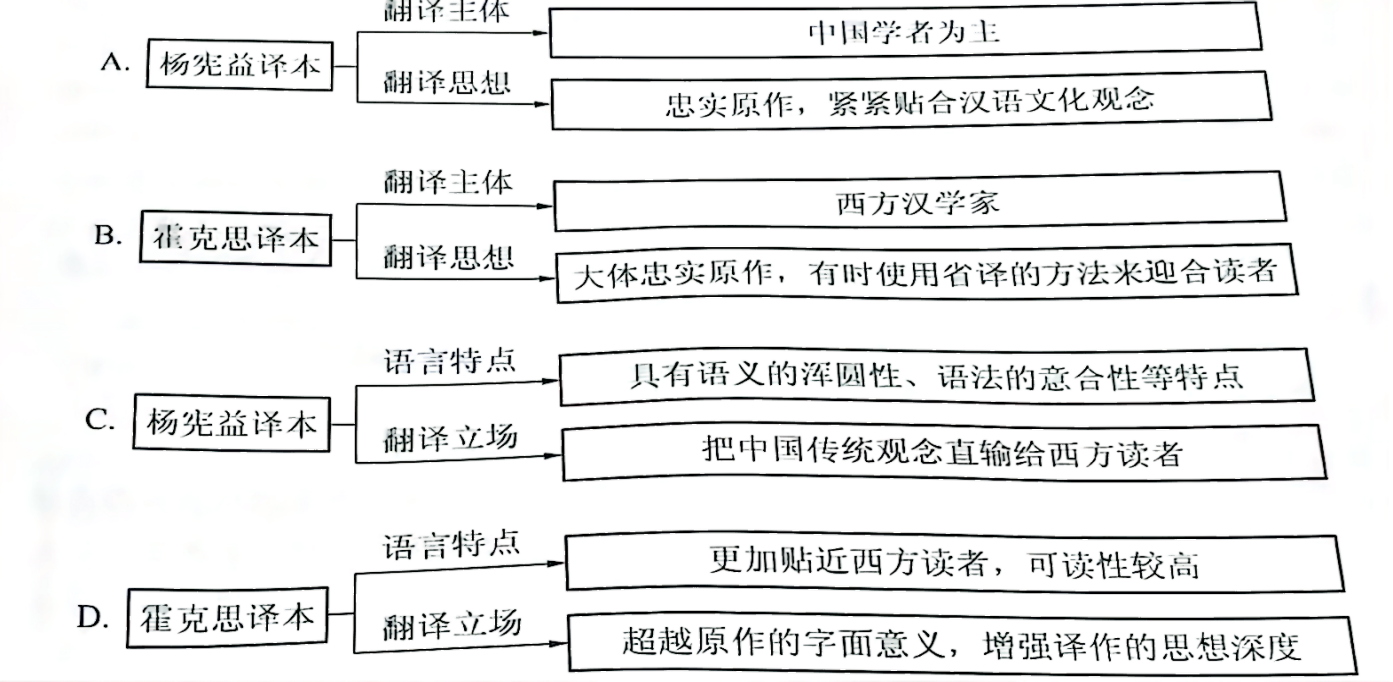 翻译主体
中国学者为主
A. 杨宪益译本
翻译思想
忠实原作，紧紧贴合汉语文化观念
翻译主体
西方汉学家
B. 霍克思译本
翻译思想
大体忠实原作，有时使用省译的方法来迎合读者
语言特点
具有语义的浑圆性、语法的意合性等特点
C. 杨宪益译本
翻译立场
把中国传统观念直输给西方读者
语言特点
更加贴近西方读者，可读性较高
D. 霍克思译本
翻译立场
超越原作的字面意义，增强译作的思想深度